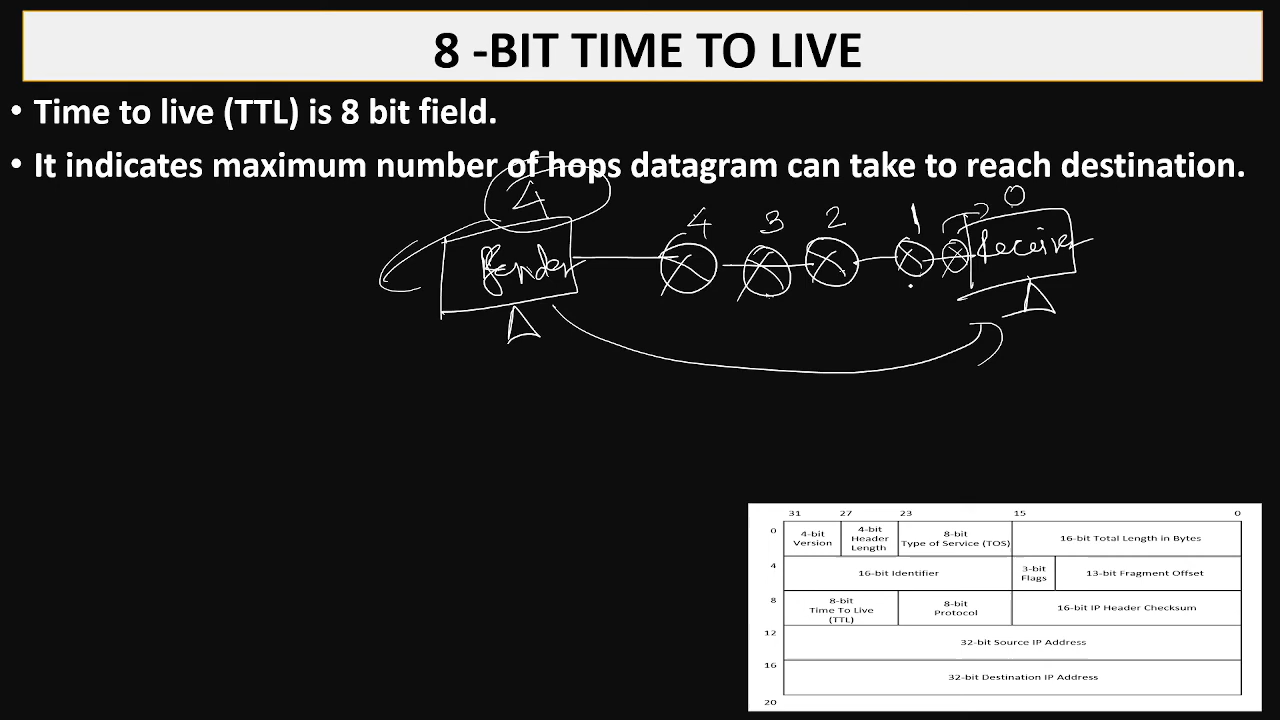 8 -BIT TIME TO LIVE
• Time to live (TTL) is 8 bit field.
• It indicates maximum number of hops datagram can take to reach destination.
4
4 3 2 1 0
Sender Receiver
31 27 23 15 0
0 4-bit Version 4-bit Header Length 8-bit Type of Service (TOS) 16-bit Total Length in Bytes
4 16-bit Identifier 3-bit Flags 13-bit Fragment Offset
8 8-bit Time To Live (TTL) 8-bit Protocol 16-bit IP Header Checksum
12 32-bit Source IP Address
16 32-bit Destination IP Address
20